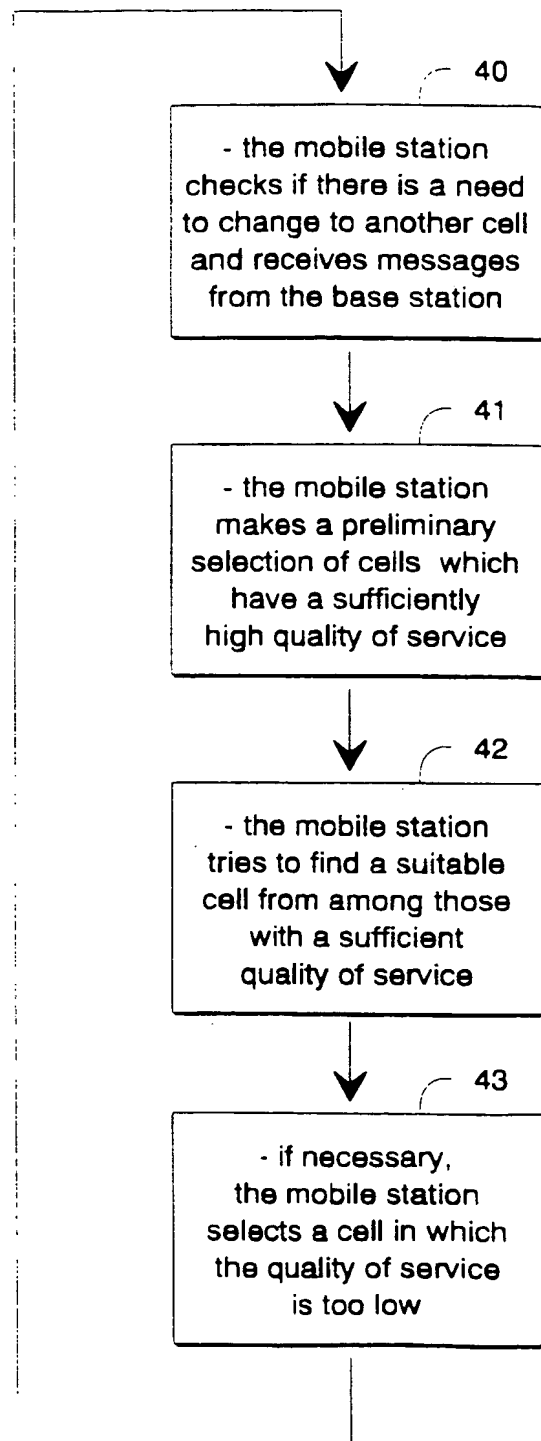 40
- the mobile station
checks if there is a need
to change to another cell
and receives messages
from the base station
41
- the mobile station
makes a preliminary
selection of cells which
have a sufficiently
high quality of service
42
- the mobile station
tries to find a suitable
cell from among those
with a sufficient
quality of service
43
- if necessary,
the mobile station
selects a cell in which
the quality of service
is too low